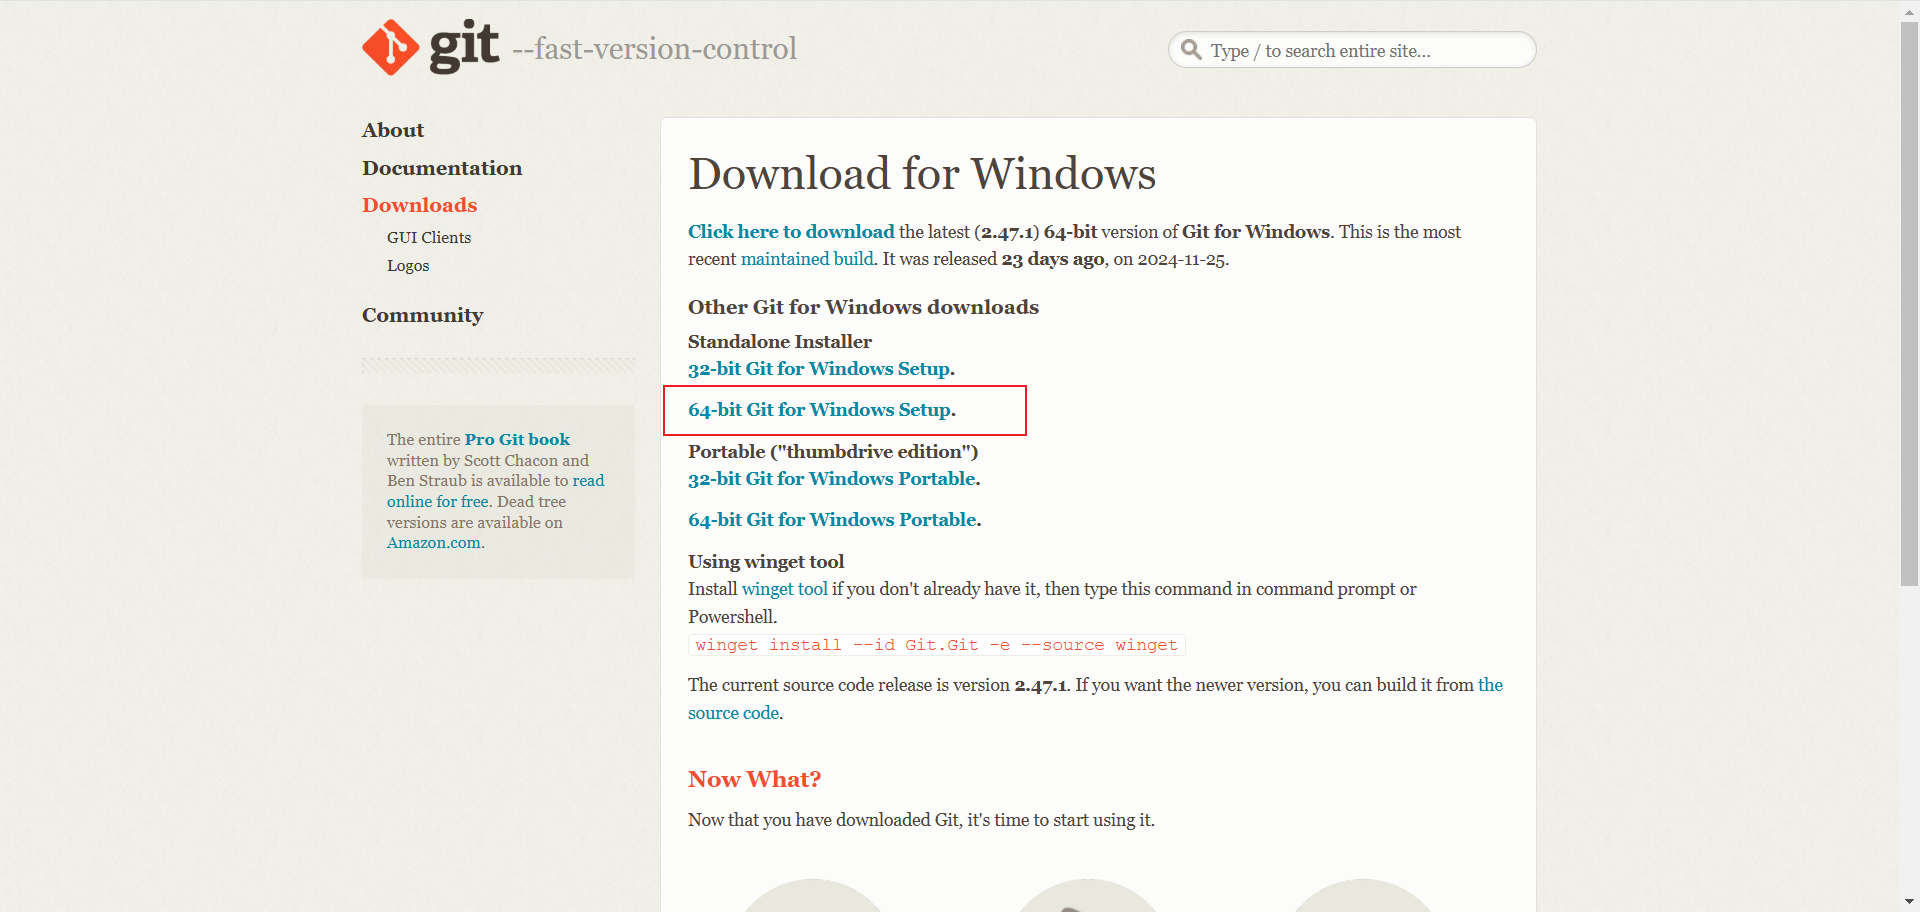 git --fast-version-control
Type / to search entire site...
About
Documentation
Downloads
GUI Clients
Logos
Community
The entire Pro Git book
written by Scott Chacon and
Ben Straub is available to read
online for free. Dead tree
versions are available on
Amazon.com.
Download for Windows
Click here to download the latest (2.47.1) 64-bit version of Git for Windows. This is the most
recent maintained build. It was released 23 days ago, on 2024-11-25.
Other Git for Windows downloads
Standalone Installer
32-bit Git for Windows Setup.
64-bit Git for Windows Setup.
Portable ("thumbdrive edition")
32-bit Git for Windows Portable.
64-bit Git for Windows Portable.
Using winget tool
Install winget tool if you don't already have it, then type this command in command prompt or
Powershell.
winget install --id Git.Git -e --source winget
The current source code release is version 2.47.1. If you want the newer version, you can build it from the
source code.
Now What?
Now that you have downloaded Git, it's time to start using it.